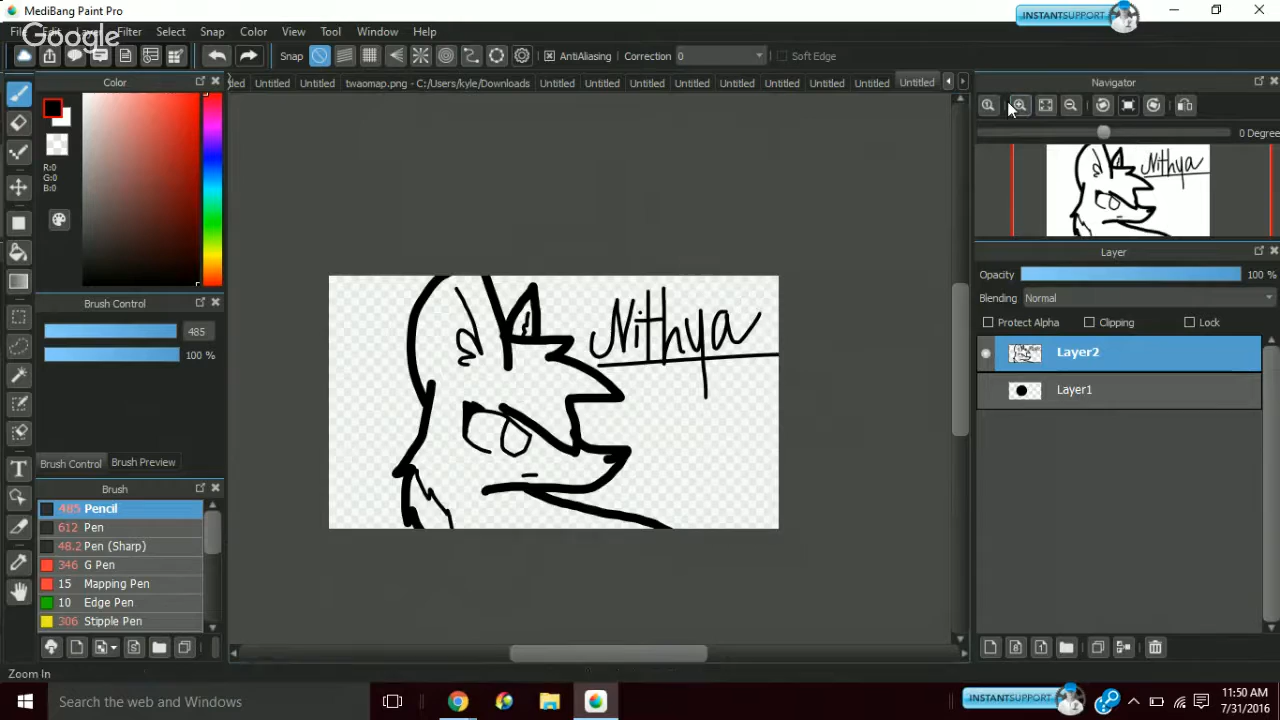 MediBang Paint Pro
INSTANTSUPPORT
File Edit Layer Filter Select Snap Color View Tool Window Help
Google
Snap AntiAliasing Correction 0 Soft Edge
Color
Untitled Untitled twaomap.png - C:/Users/kyle/Downloads Untitled Untitled Untitled Untitled Untitled Untitled Untitled Untitled
Navigator
0 Degree
R:0
G:0
B:0
Nithya
Nithya
Layer
Opacity 100 %
Blending Normal
Protect Alpha Clipping Lock
Layer2
Layer1
Brush Control
485
100 %
Brush Control Brush Preview
Brush
485 Pencil
612 Pen
48.2 Pen (Sharp)
346 G Pen
15 Mapping Pen
10 Edge Pen
306 Stipple Pen
Zoom In
Search the web and Windows
INSTANTSUPPORT
11:50 AM
7/31/2016